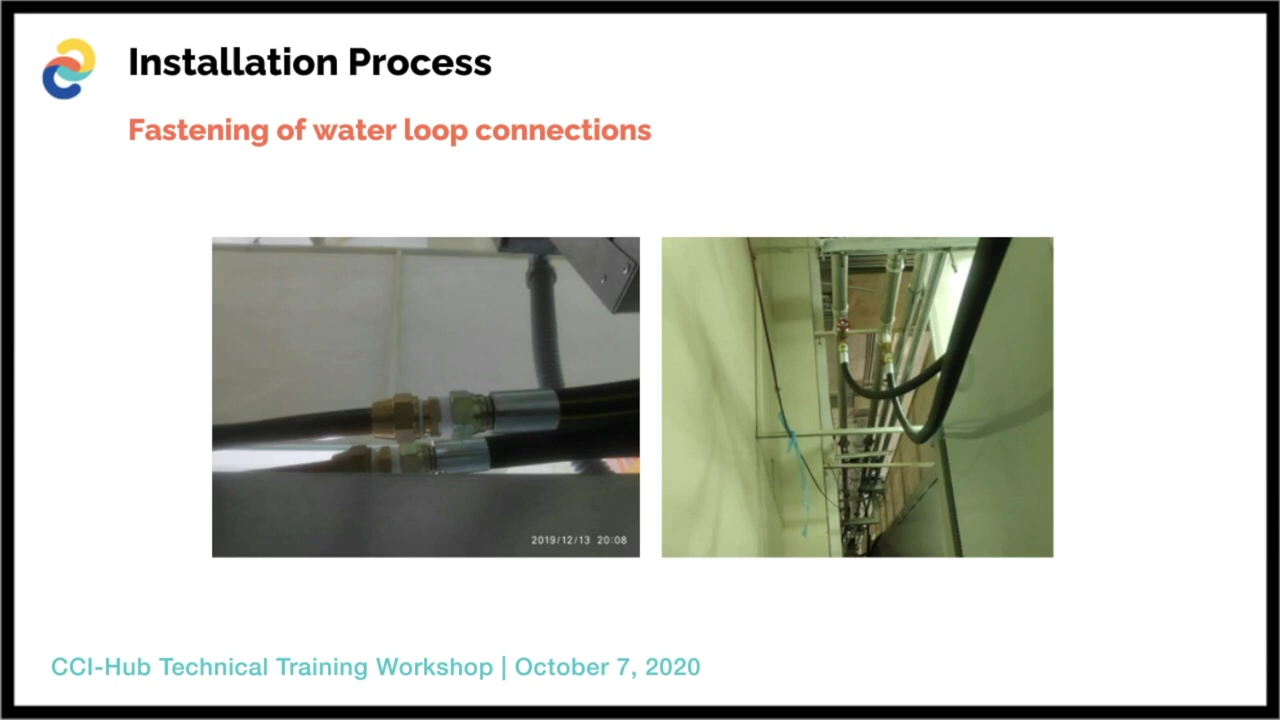 Installation Process
Fastening of water loop connections
2019/12/13 20:08
CCI-Hub Technical Training Workshop | October 7, 2020